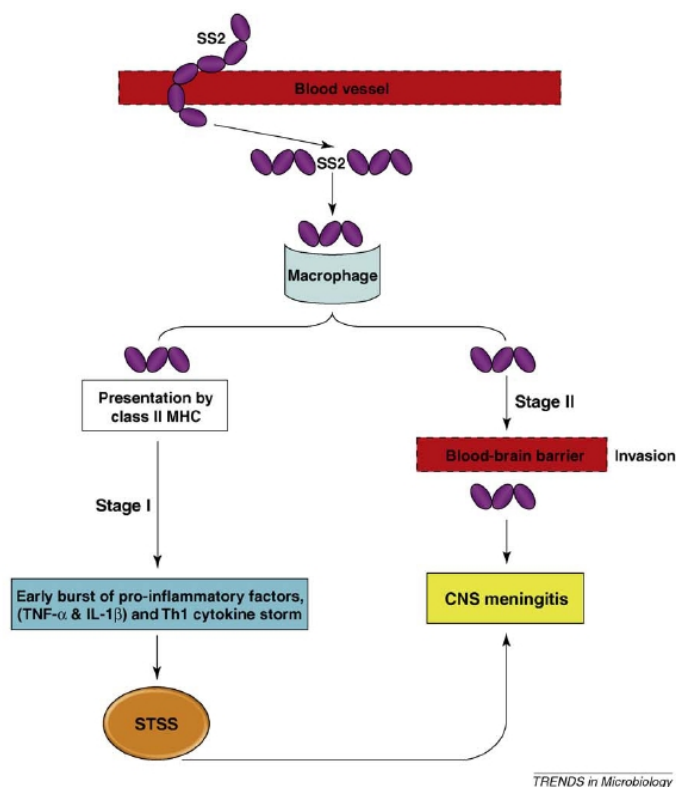 SS2
Blood vessel
SS2
Macrophage
Presentation by
class II MHC
Stage II
Blood-brain barrier
Invasion
Stage I
Early burst of pro-inflammatory factors,
(TNF-α & IL-1β) and Th1 cytokine storm
CNS meningitis
STSS
TRENDS in Microbiology